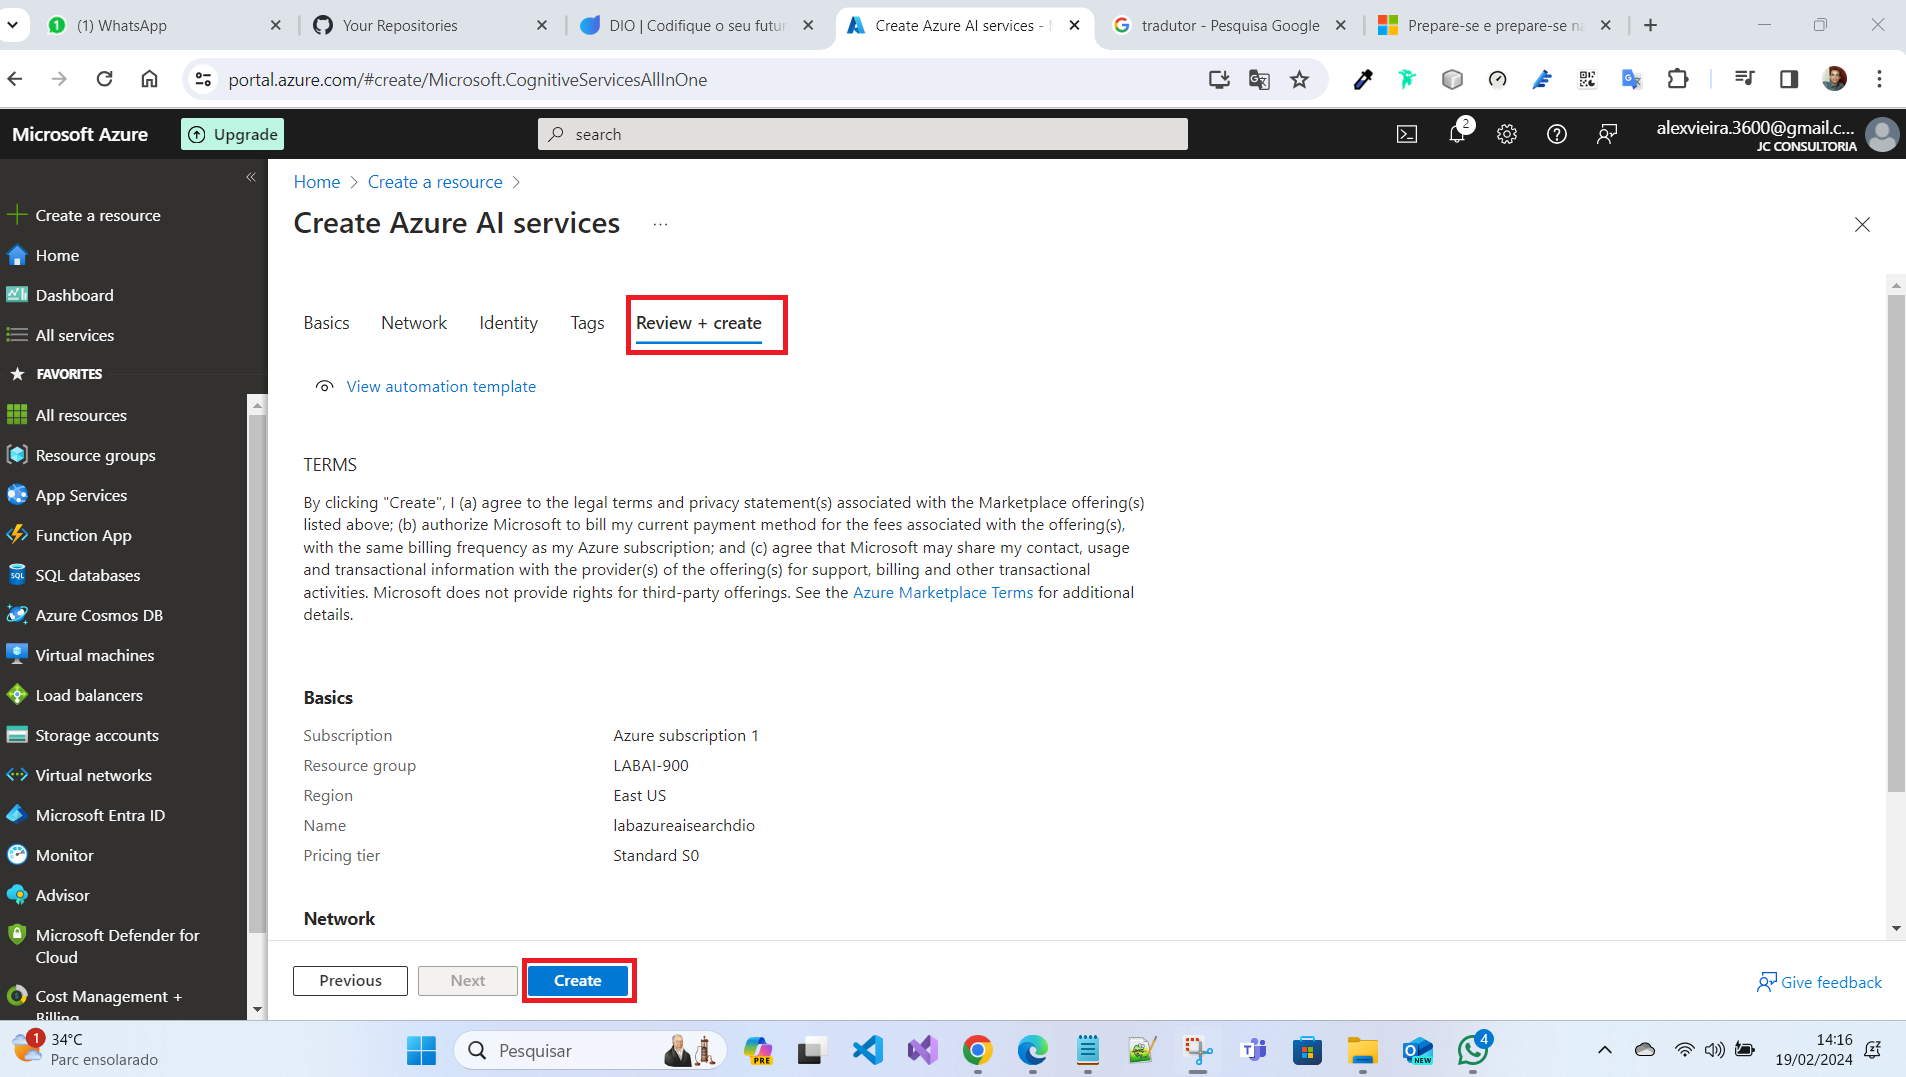 (1) WhatsApp
Your Repositories
DIO | Codifique o seu futur
Create Azure AI services - M
tradutor - Pesquisa Google
Prepare-se e prepare-se na
portal.azure.com/#create/Microsoft.CognitiveServicesAllInOne
Microsoft Azure
Upgrade
search
2
alexvieira.3600@gmail.c...
JC CONSULTORIA
Create a resource
Home
Dashboard
All services
FAVORITES
All resources
Resource groups
App Services
Function App
SQL databases
Azure Cosmos DB
Virtual machines
Load balancers
Storage accounts
Virtual networks
Microsoft Entra ID
Monitor
Advisor
Microsoft Defender for
Cloud
Cost Management +
Billing
Home > Create a resource >
Create Azure AI services ...
Basics Network Identity Tags Review + create
View automation template
TERMS
By clicking "Create", I (a) agree to the legal terms and privacy statement(s) associated with the Marketplace offering(s)
listed above; (b) authorize Microsoft to bill my current payment method for the fees associated with the offering(s),
with the same billing frequency as my Azure subscription; and (c) agree that Microsoft may share my contact, usage
and transactional information with the provider(s) of the offering(s) for support, billing and other transactional
activities. Microsoft does not provide rights for third-party offerings. See the Azure Marketplace Terms for additional
details.
Basics
Subscription Azure subscription 1
Resource group LABAI-900
Region East US
Name labazureaisearchdio
Pricing tier Standard S0
Network
Previous Next Create
Give feedback
1
34°C
Parc ensolarado
Pesquisar
PRE
NEW
4
14:16
19/02/2024